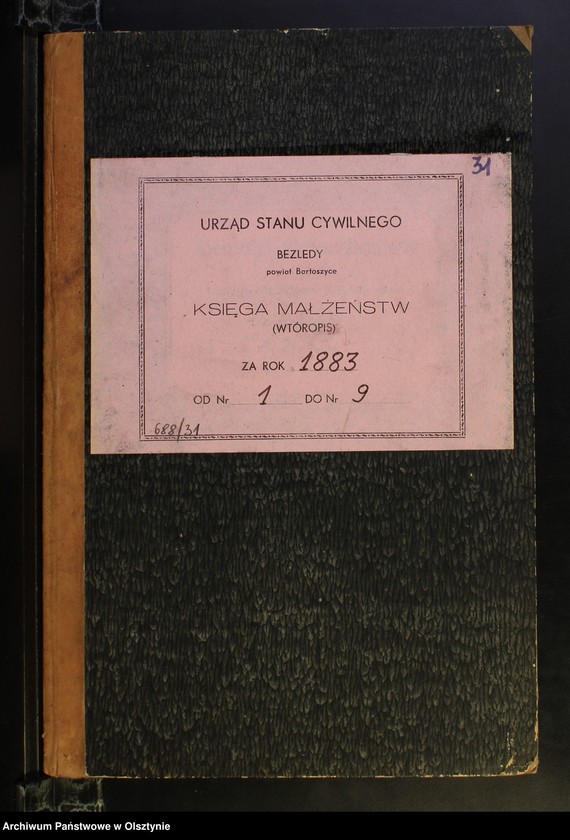 31
URZĄD STANU CYWILNEGO
BEZLEDY
powiat Bartoszyce
KSIĘGA MAŁŻEŃSTW
(WTÓROPIS)
ZA ROK 1883
OD Nr 1 DO Nr 9
688/31
Archiwum Państwowe w Olsztynie